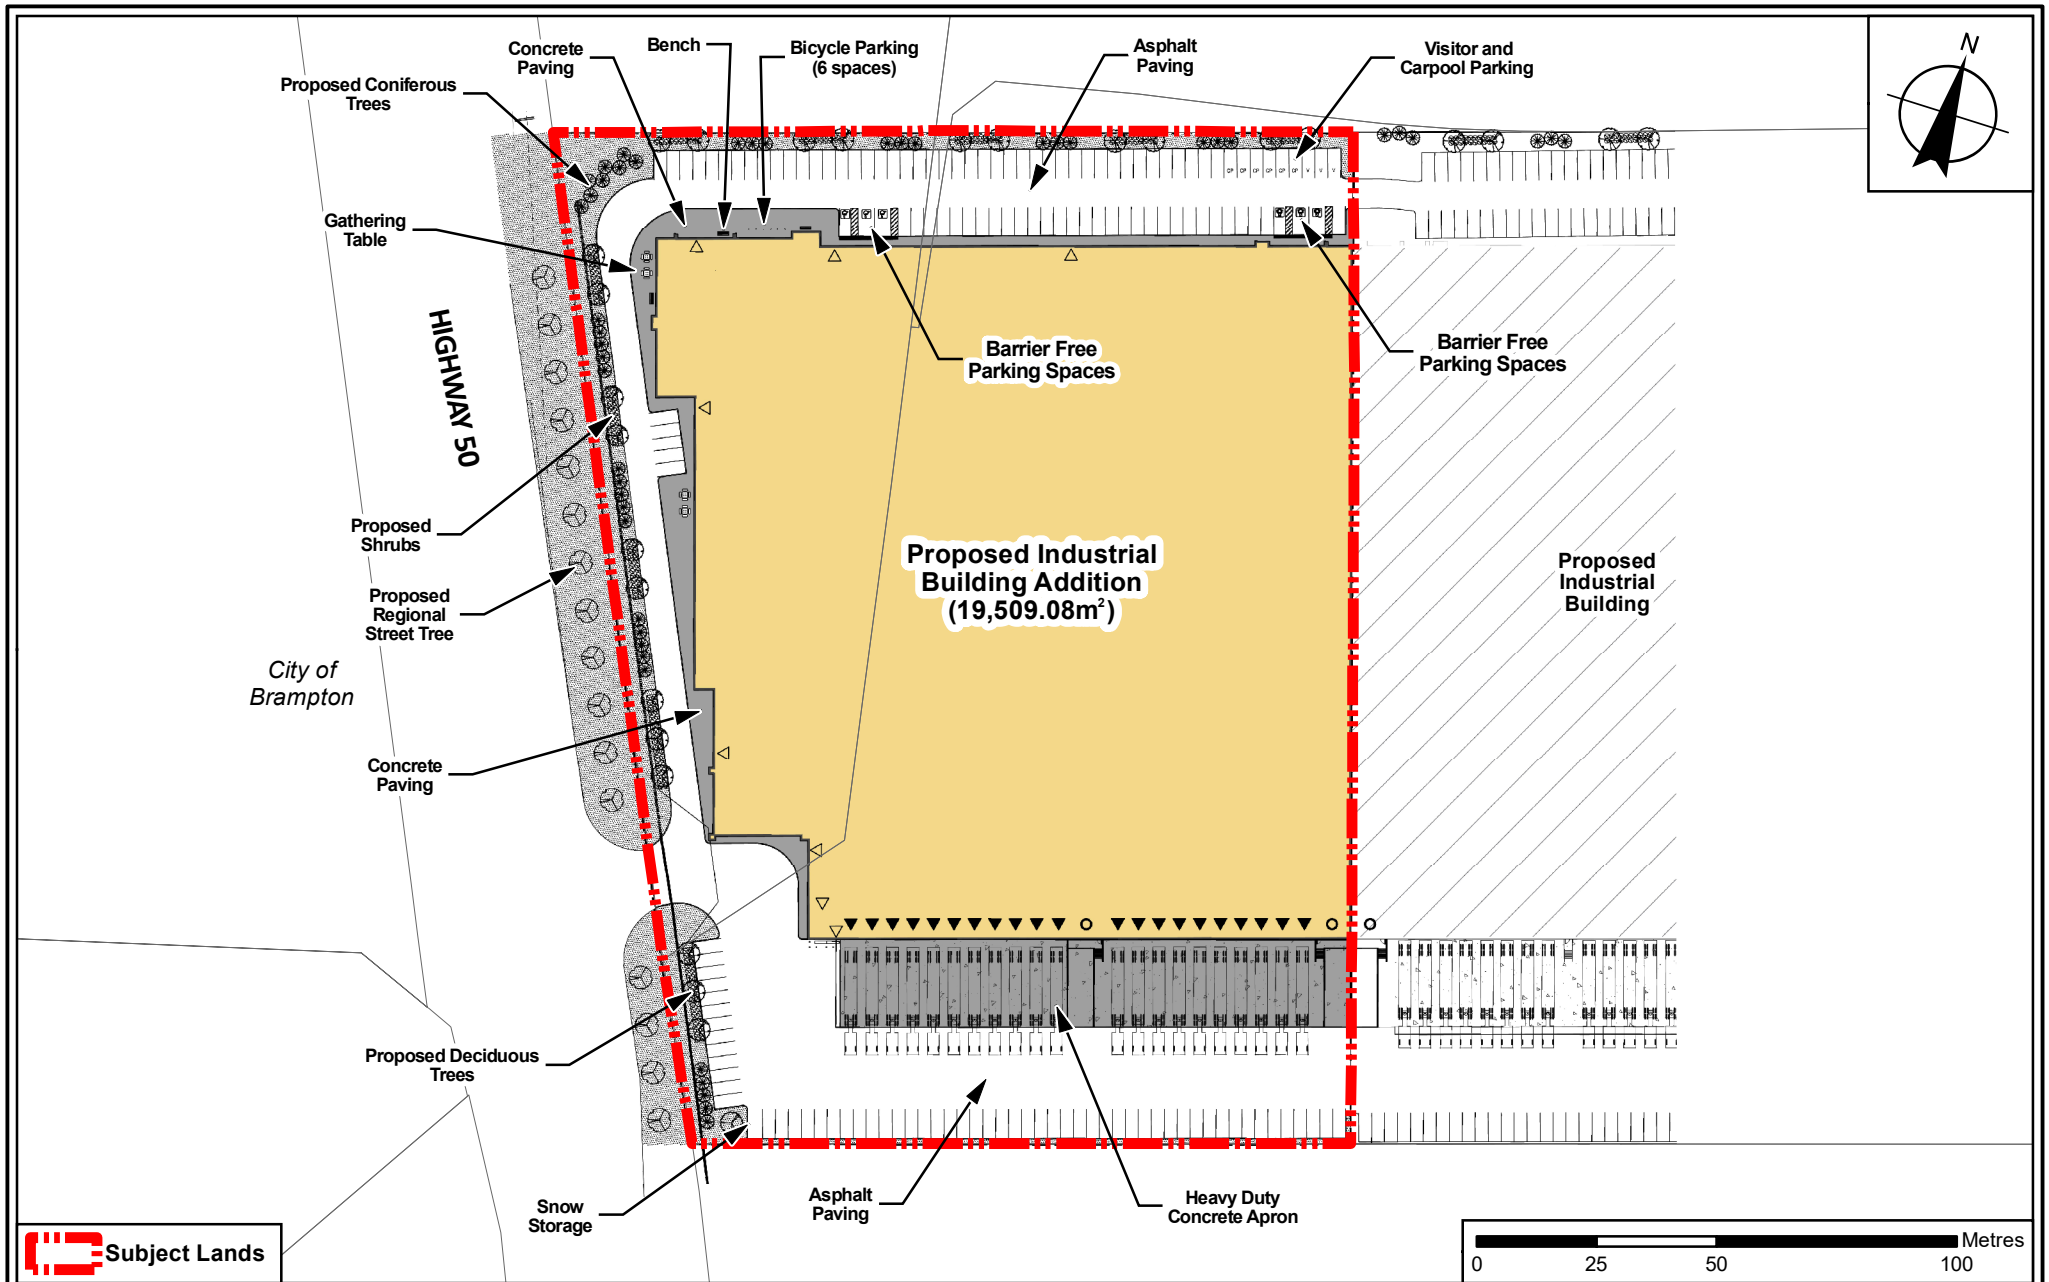 N
Concrete
Paving
Bench
Bicycle Parking
(6 spaces)
Asphalt
Paving
Visitor and
Carpool Parking
Proposed Coniferous
Trees
Gathering
Table
HIGHWAY 50
Barrier Free
Parking Spaces
Barrier Free
Parking Spaces
Proposed
Shrubs
Proposed Industrial
Building Addition
(19,509.08m²)
Proposed
Industrial
Building
Proposed
Regional
Street Tree
City of
Brampton
Concrete
Paving
Proposed Deciduous
Trees
Snow
Storage
Asphalt
Paving
Heavy Duty
Concrete Apron
Subject Lands
Metres
0 25 50 100